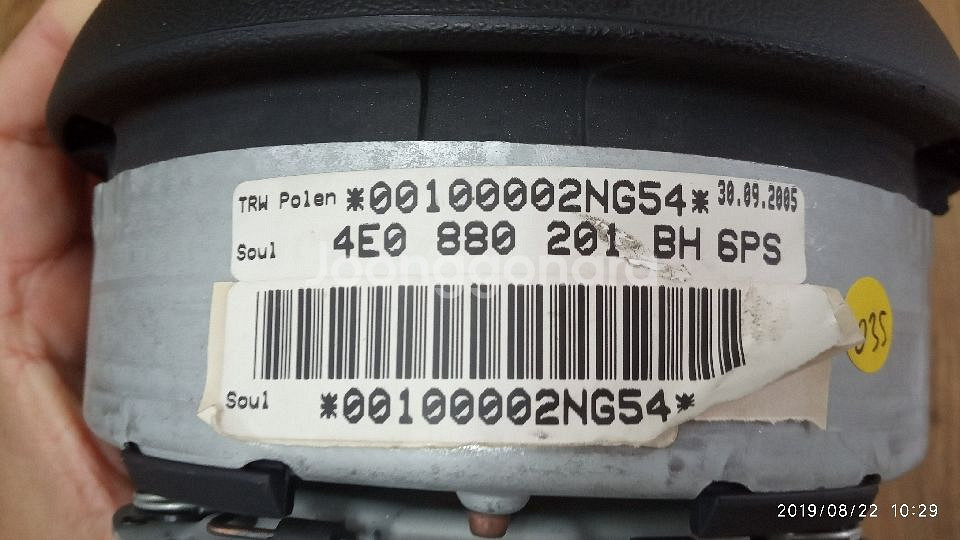 TRW Polen *00100002NG54* 30.09.2005
Soul 4E0 880 201 BH 6PS
Joonggonara
Soul *00100002NG54*
035
2019/08/22 10:29